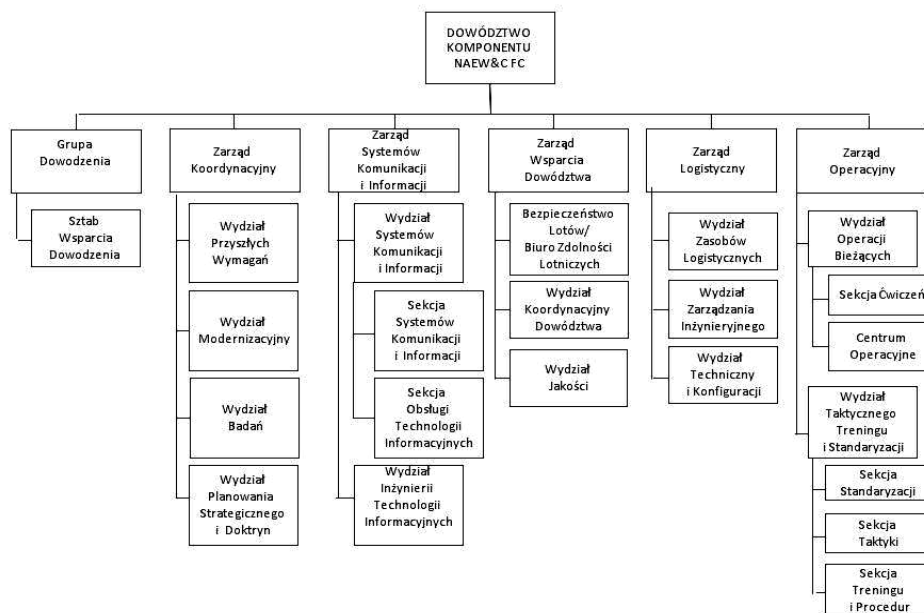 DOWÓDZTWO
KOMPONENTU
NAEW&C FC
Grupa
Dowodzenia
Sztab
Wsparcia
Dowodzenia
Zarząd
Koordynacyjny
Wydział
Przyszłych
Wymagań
Wydział
Modernizacyjny
Wydział
Badań
Wydział
Planowania
Strategicznego
i Doktryn
Zarząd
Systemów
Komunikacji
i Informacji
Wydział
Systemów
Komunikacji
i Informacji
Sekcja
Systemów
Komunikacji
i Informacji
Sekcja
Obsługi
Technologii
Informacyjnych
Wydział
Inżynierii
Technologii
Informacyjnych
Zarząd
Wsparcia
Dowództwa
Bezpieczeństwo
Lotów/
Biuro Zdolności
Lotniczych
Wydział
Koordynacyjny
Dowództwa
Wydział
Jakości
Zarząd
Logistyczny
Wydział
Zasobów
Logistycznych
Wydział
Zarządzania
Inżynieryjnego
Wydział
Techniczny
i Konfiguracji
Zarząd
Operacyjny
Wydział
Operacji
Bieżących
Sekcja Ćwiczeń
Centrum
Operacyjne
Wydział
Taktycznego
Treningu
i Standaryzacji
Sekcja
Standaryzacji
Sekcja
Taktyki
Sekcja
Treningu
i Procedur